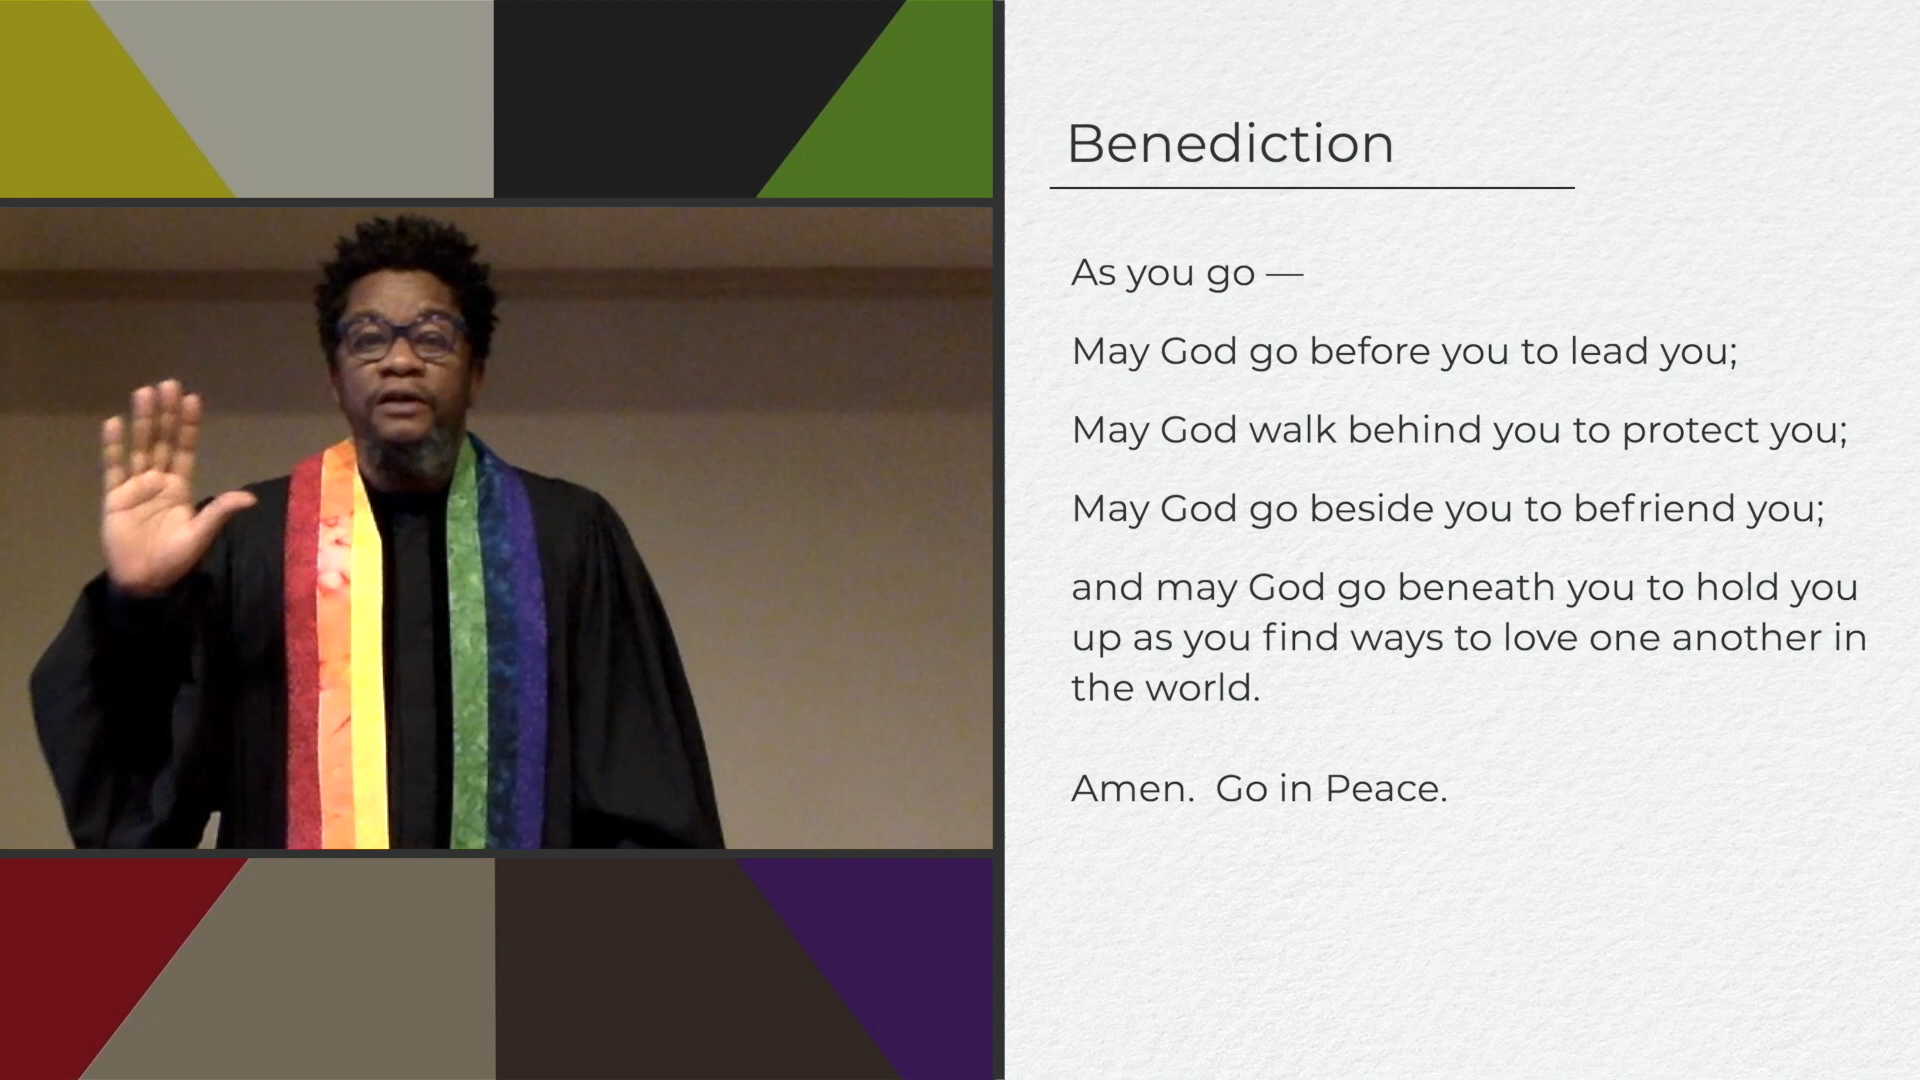 Benediction
As you go —
May God go before you to lead you;
May God walk behind you to protect you;
May God go beside you to befriend you;
and may God go beneath you to hold you
up as you find ways to love one another in
the world.
Amen.  Go in Peace.